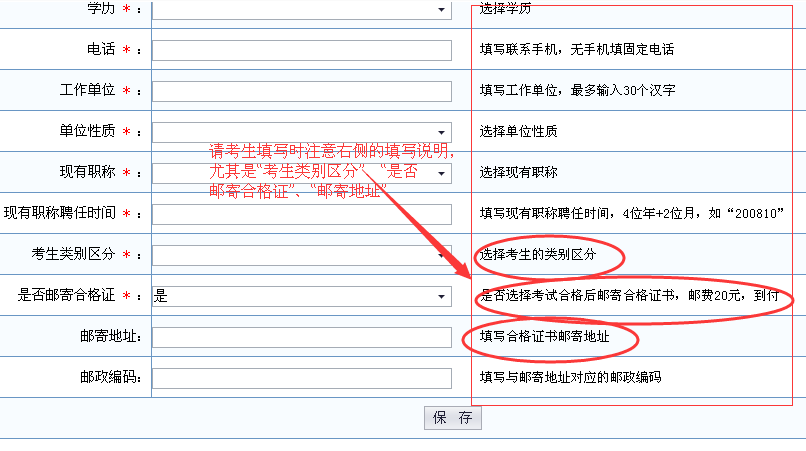 学历 * ： 选择学历
电话 * ： 填写联系手机，无手机填固定电话
工作单位 * ： 填写工作单位，最多输入30个汉字
单位性质 * ： 选择单位性质
请考生填写时注意右侧的填写说明，
尤其是“考生类别区分”、“是否
邮寄合格证”、“邮寄地址”
现有职称 * ： 选择现有职称
现有职称聘任时间 * ： 填写现有职称聘任时间，4位年+2位月，如“200810”
考生类别区分 * ： 选择考生的类别区分
是否邮寄合格证 * ： 是 是否选择考试合格后邮寄合格证书，邮费20元，到付
邮寄地址： 填写合格证书邮寄地址
邮政编码： 填写与邮寄地址对应的邮政编码
保 存